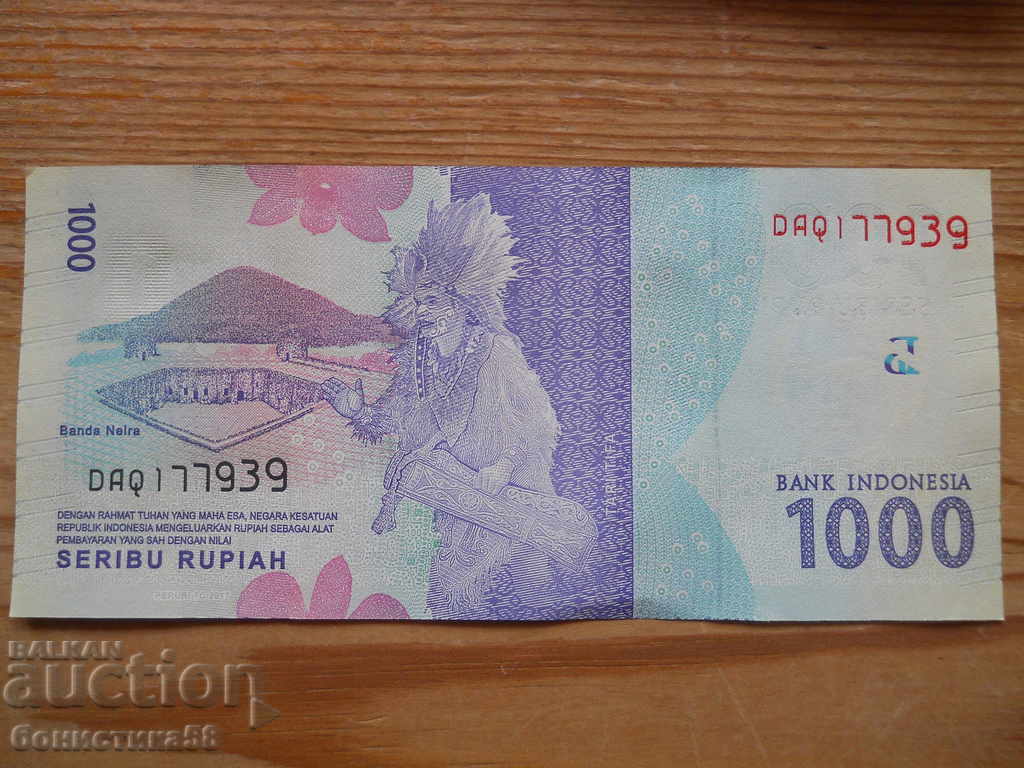 1000
DAQ177939
Banda Neira
DAQ177939
DENGAN RAHMAT TUHAN YANG MAHA ESA, NEGARA KESATUAN
REPUBLIK INDONESIA MENGELUARKAN RUPIAH SEBAGAI ALAT
PEMBAYARAN YANG SAH DENGAN NILAI
SERIBU RUPIAH
TARI TIFA
BANK INDONESIA
1000
BALKAN
auction
бонистика58